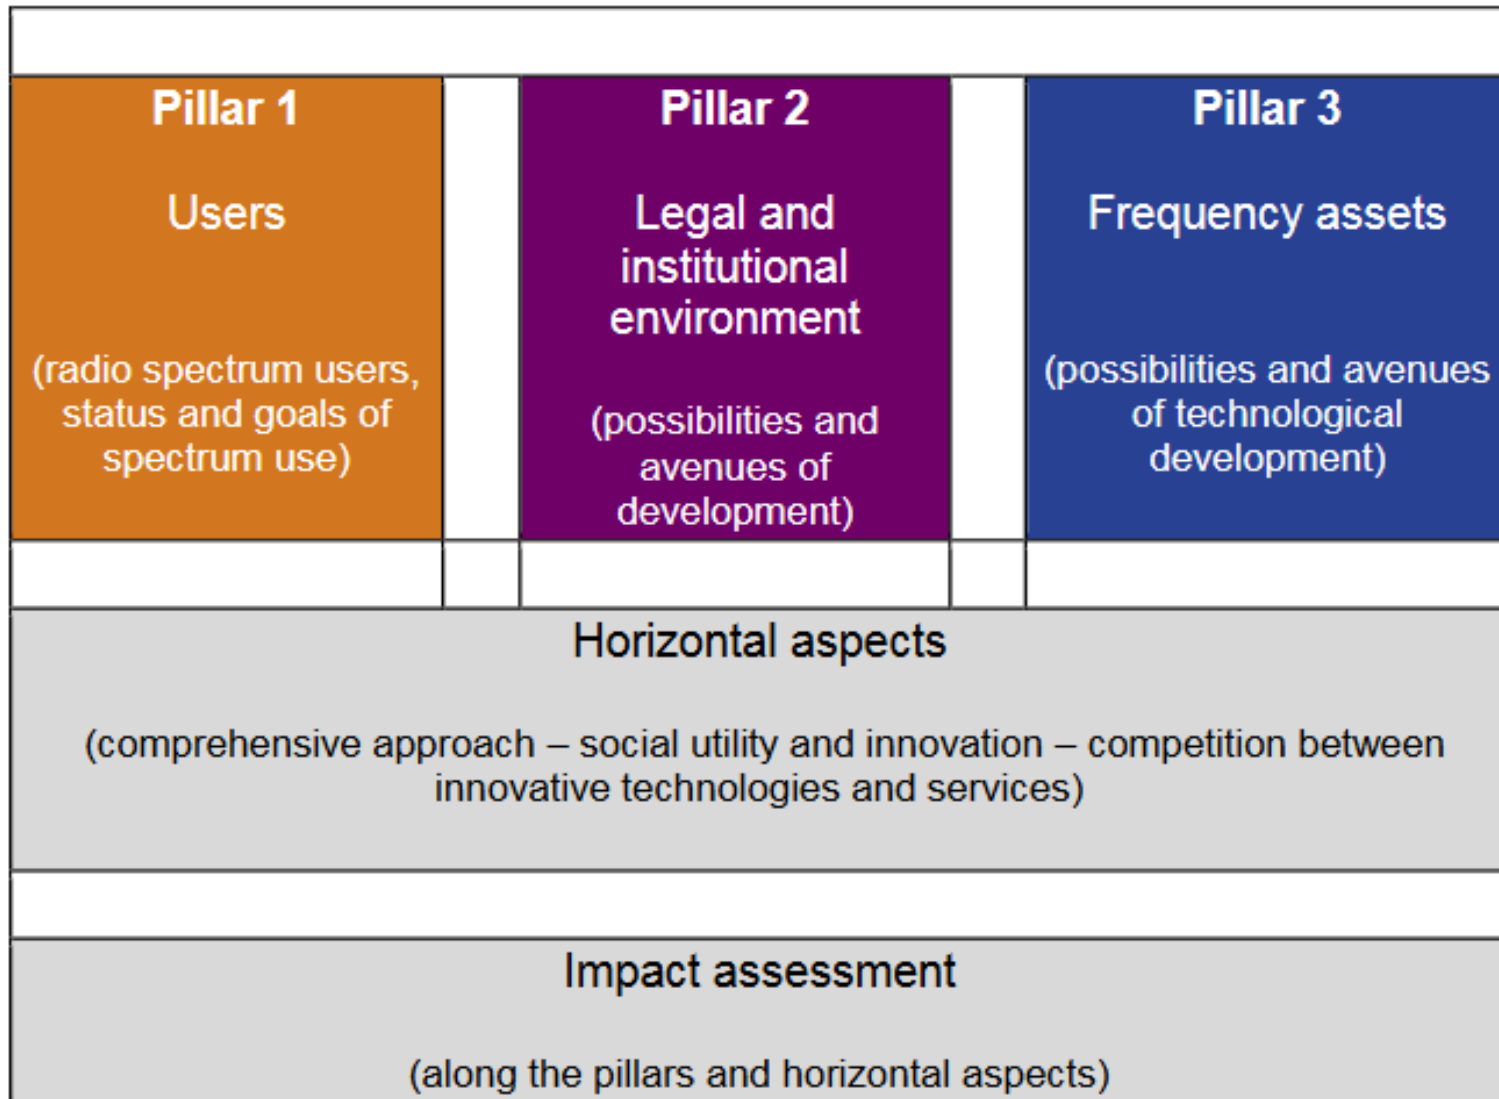 Pillar 1
Users
(radio spectrum users,
status and goals of
spectrum use)
Pillar 2
Legal and
institutional
environment
(possibilities and
avenues of
development)
Pillar 3
Frequency assets
(possibilities and avenues
of technological
development)
Horizontal aspects
(comprehensive approach – social utility and innovation – competition between
innovative technologies and services)
Impact assessment
(along the pillars and horizontal aspects)